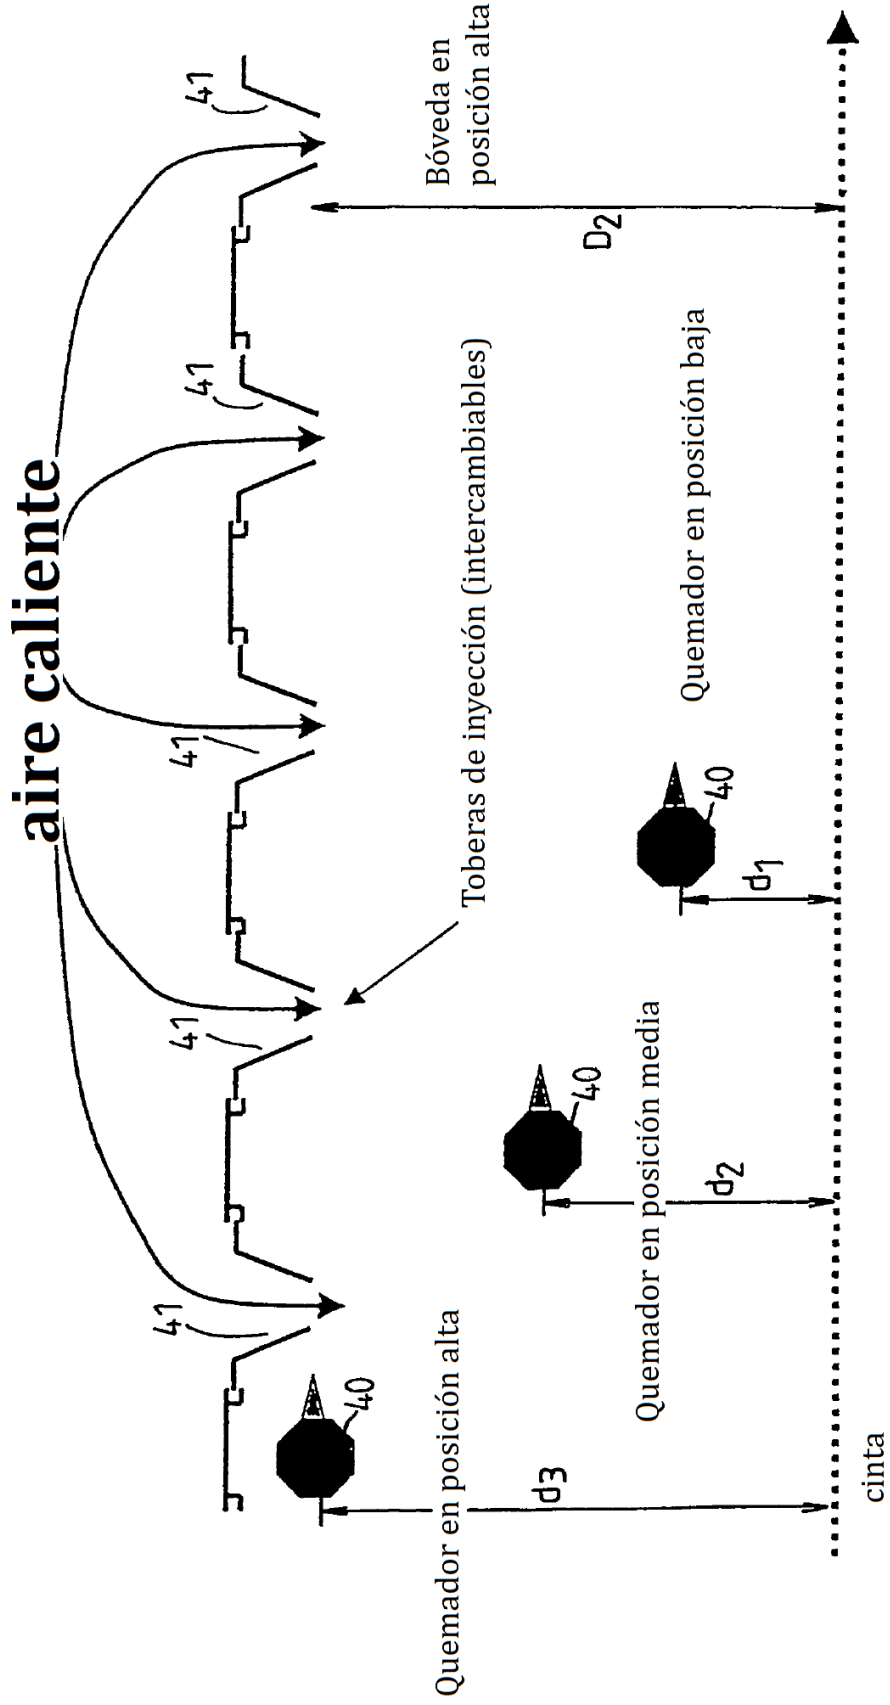 aire caliente
41
41
41
41
41
Bóveda en
posición alta
D2
Toberas de inyección (intercambiables)
40
Quemador en posición alta
d3
40
Quemador en posición media
d2
40
Quemador en posición baja
d1
cinta